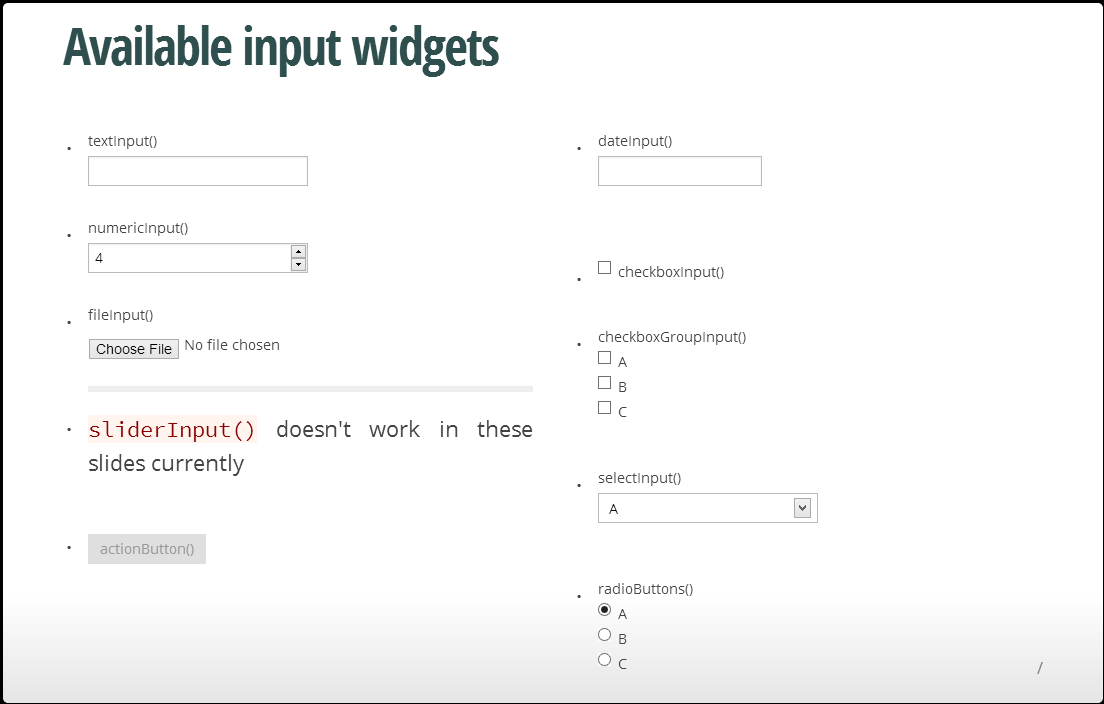 Available input widgets
textInput()
numericInput()
4
fileInput()
Choose File No file chosen
sliderInput() doesn't work in these
slides currently
actionButton()
dateInput()
checkboxInput()
checkboxGroupInput()
A
B
C
selectInput()
A
radioButtons()
A
B
C
/